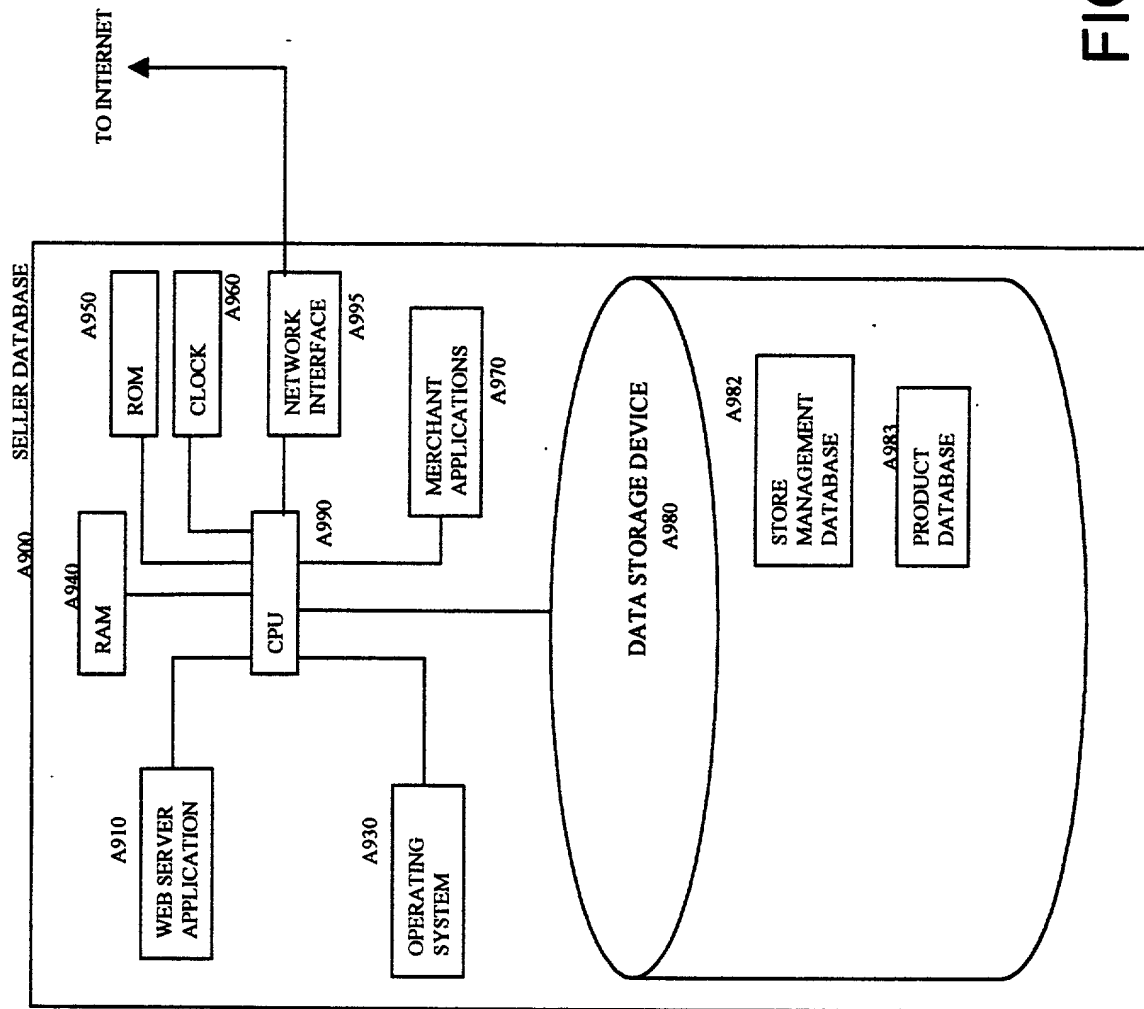 SELLER DATABASE
A900
TO INTERNET
A940
RAM
A950
ROM
A960
CLOCK
A910
WEB SERVER
APPLICATION
A990
CPU
A995
NETWORK
INTERFACE
A930
OPERATING
SYSTEM
MERCHANT
APPLICATIONS
A970
DATA STORAGE DEVICE
A980
A982
STORE
MANAGEMENT
DATABASE
A983
PRODUCT
DATABASE